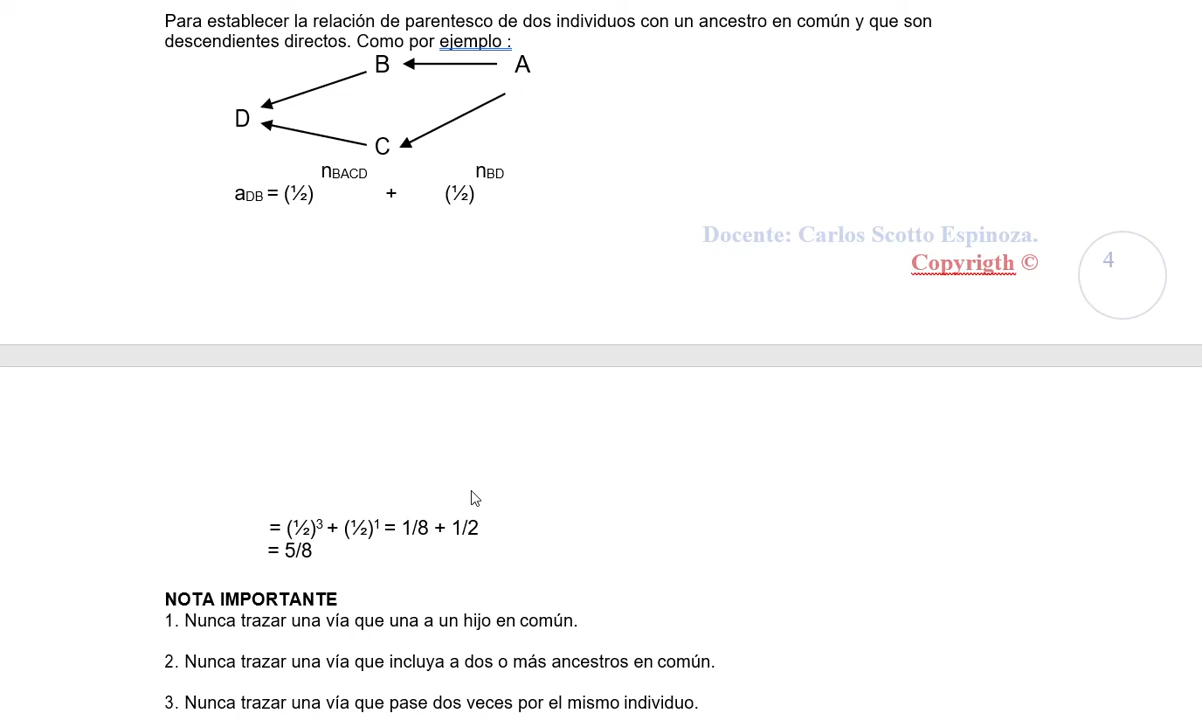 Para establecer la relación de parentesco de dos individuos con un ancestro en común y que son
descendientes directos. Como por ejemplo :
B A
D
C
nBACD nBD
aDB = (½) + (½)
Docente: Carlos Scotto Espinoza.
Copyrigth ©
4
= (½)³ + (½)¹ = 1/8 + 1/2
= 5/8
NOTA IMPORTANTE
1. Nunca trazar una vía que una a un hijo en común.
2. Nunca trazar una vía que incluya a dos o más ancestros en común.
3. Nunca trazar una vía que pase dos veces por el mismo individuo.